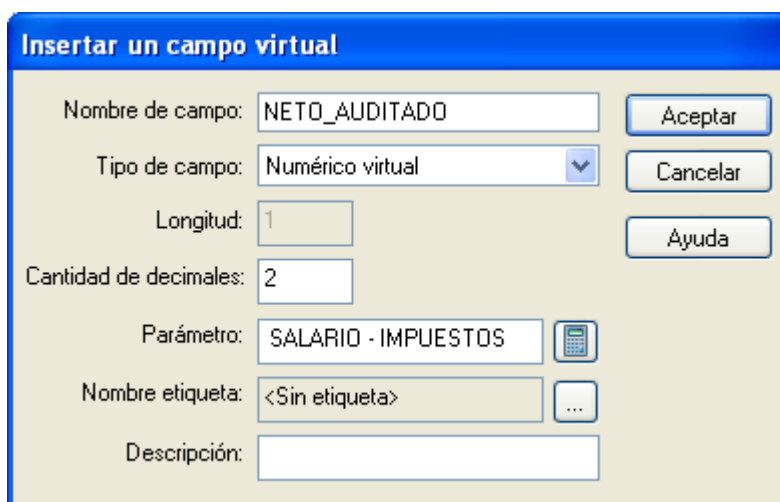 Insertar un campo virtual
Nombre de campo: NETO_AUDITADO
Aceptar
Tipo de campo: Numérico virtual
Cancelar
Longitud: 1
Ayuda
Cantidad de decimales: 2
Parámetro: SALARIO - IMPUESTOS
Nombre etiqueta: <Sin etiqueta> ...
Descripción: